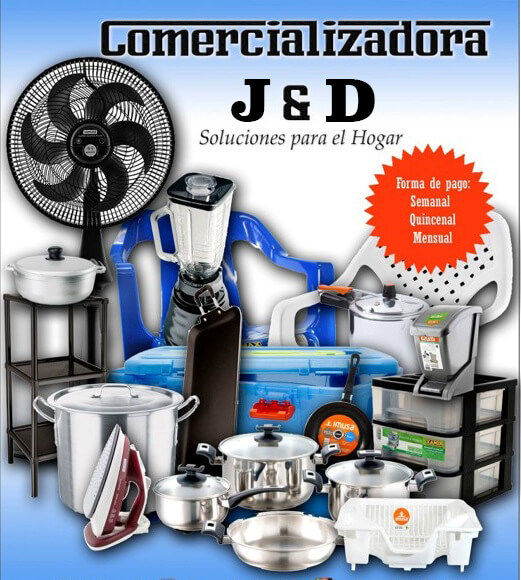 Comercializadora
J & D
Soluciones para el Hogar
Forma de pago:
Semanal
Quincenal
Mensual
imusa